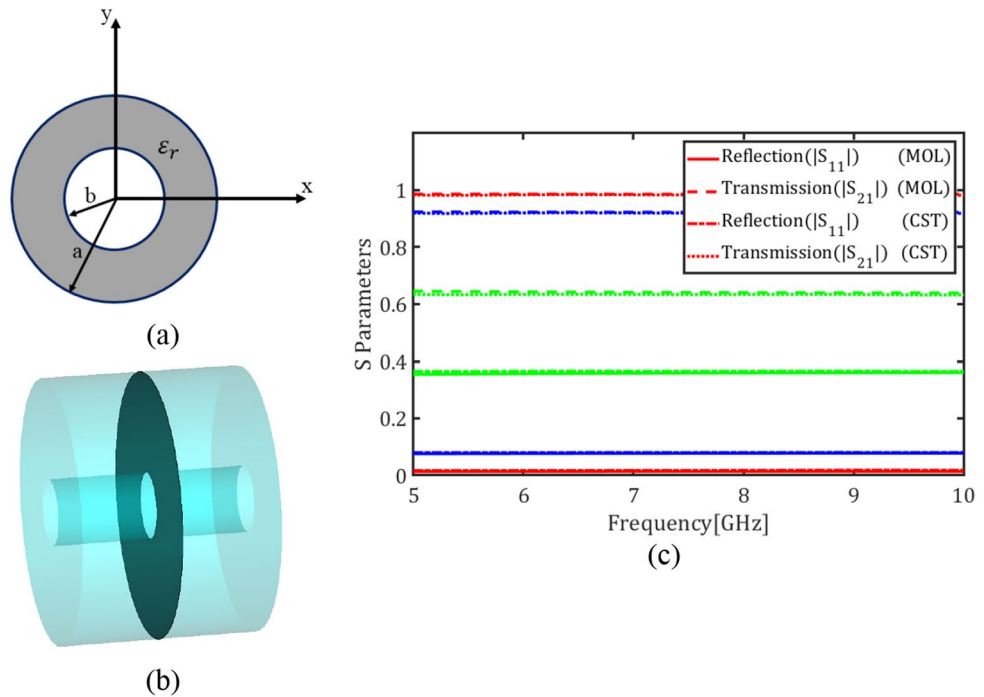 y
εᵣ
x
b
a
(a)
(b)
Reflection(|S₁₁|) (MOL)
Transmission(|S₂₁|) (MOL)
Reflection(|S₁₁|) (CST)
Transmission(|S₂₁|) (CST)
S Parameters
1
0.8
0.6
0.4
0.2
0
5 6 7 8 9 10
Frequency[GHz]
(c)